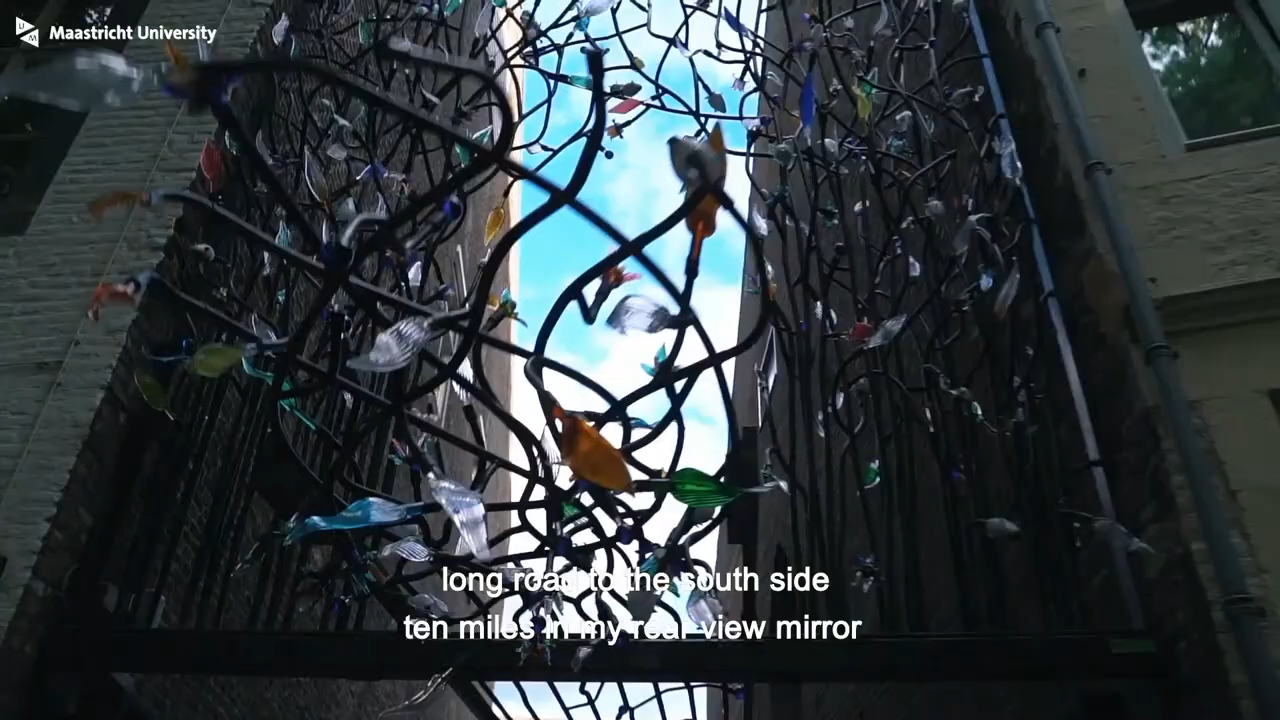 Maastricht University
long road to the south side
ten miles in my rear view mirror